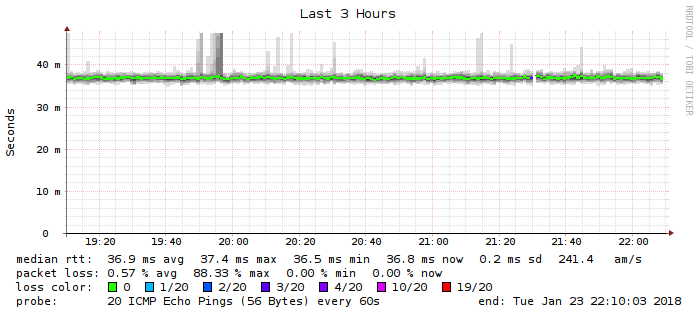 Last 3 Hours
RRDTOOL / TOBI OETIKER
Seconds
40 m
30 m
20 m
10 m
0
19:20 19:40 20:00 20:20 20:40 21:00 21:20 21:40 22:00
median rtt: 36.9 ms avg 37.4 ms max 36.5 ms min 36.8 ms now 0.2 ms sd 241.4 am/s
packet loss: 0.57 % avg 88.33 % max 0.00 % min 0.00 % now
loss color: 0 1/20 2/20 3/20 4/20 10/20 19/20
probe: 20 ICMP Echo Pings (56 Bytes) every 60s end: Tue Jan 23 22:10:03 2018